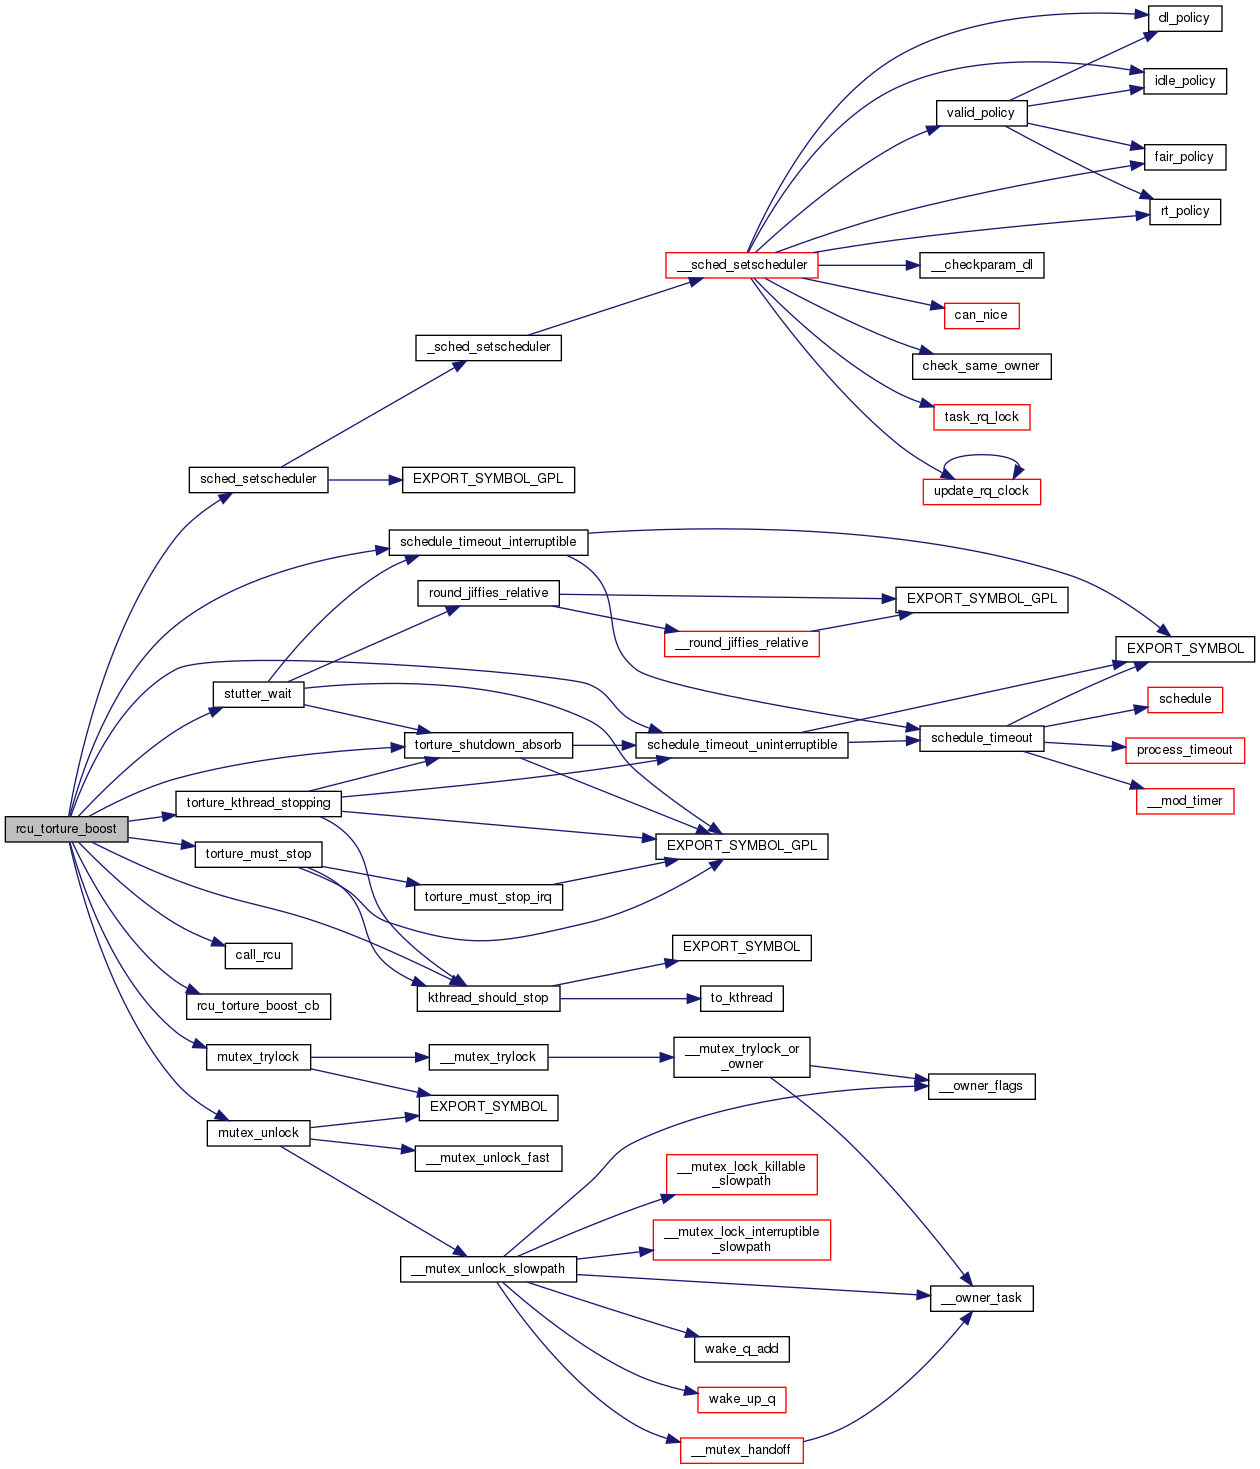 dl_policy
idle_policy
valid_policy
fair_policy
rt_policy
__sched_setscheduler
__checkparam_dl
can_nice
_sched_setscheduler
check_same_owner
task_rq_lock
sched_setscheduler
EXPORT_SYMBOL_GPL
update_rq_clock
schedule_timeout_interruptible
round_jiffies_relative
EXPORT_SYMBOL_GPL
__round_jiffies_relative
EXPORT_SYMBOL
stutter_wait
schedule
torture_shutdown_absorb
schedule_timeout_uninterruptible
schedule_timeout
process_timeout
torture_kthread_stopping
__mod_timer
rcu_torture_boost
torture_must_stop
EXPORT_SYMBOL_GPL
torture_must_stop_irq
call_rcu
EXPORT_SYMBOL
rcu_torture_boost_cb
kthread_should_stop
to_kthread
mutex_trylock
__mutex_trylock
__mutex_trylock_or
_owner
__owner_flags
EXPORT_SYMBOL
mutex_unlock
__mutex_unlock_fast
__mutex_lock_killable
_slowpath
__mutex_lock_interruptible
_slowpath
__mutex_unlock_slowpath
__owner_task
wake_q_add
wake_up_q
__mutex_handoff